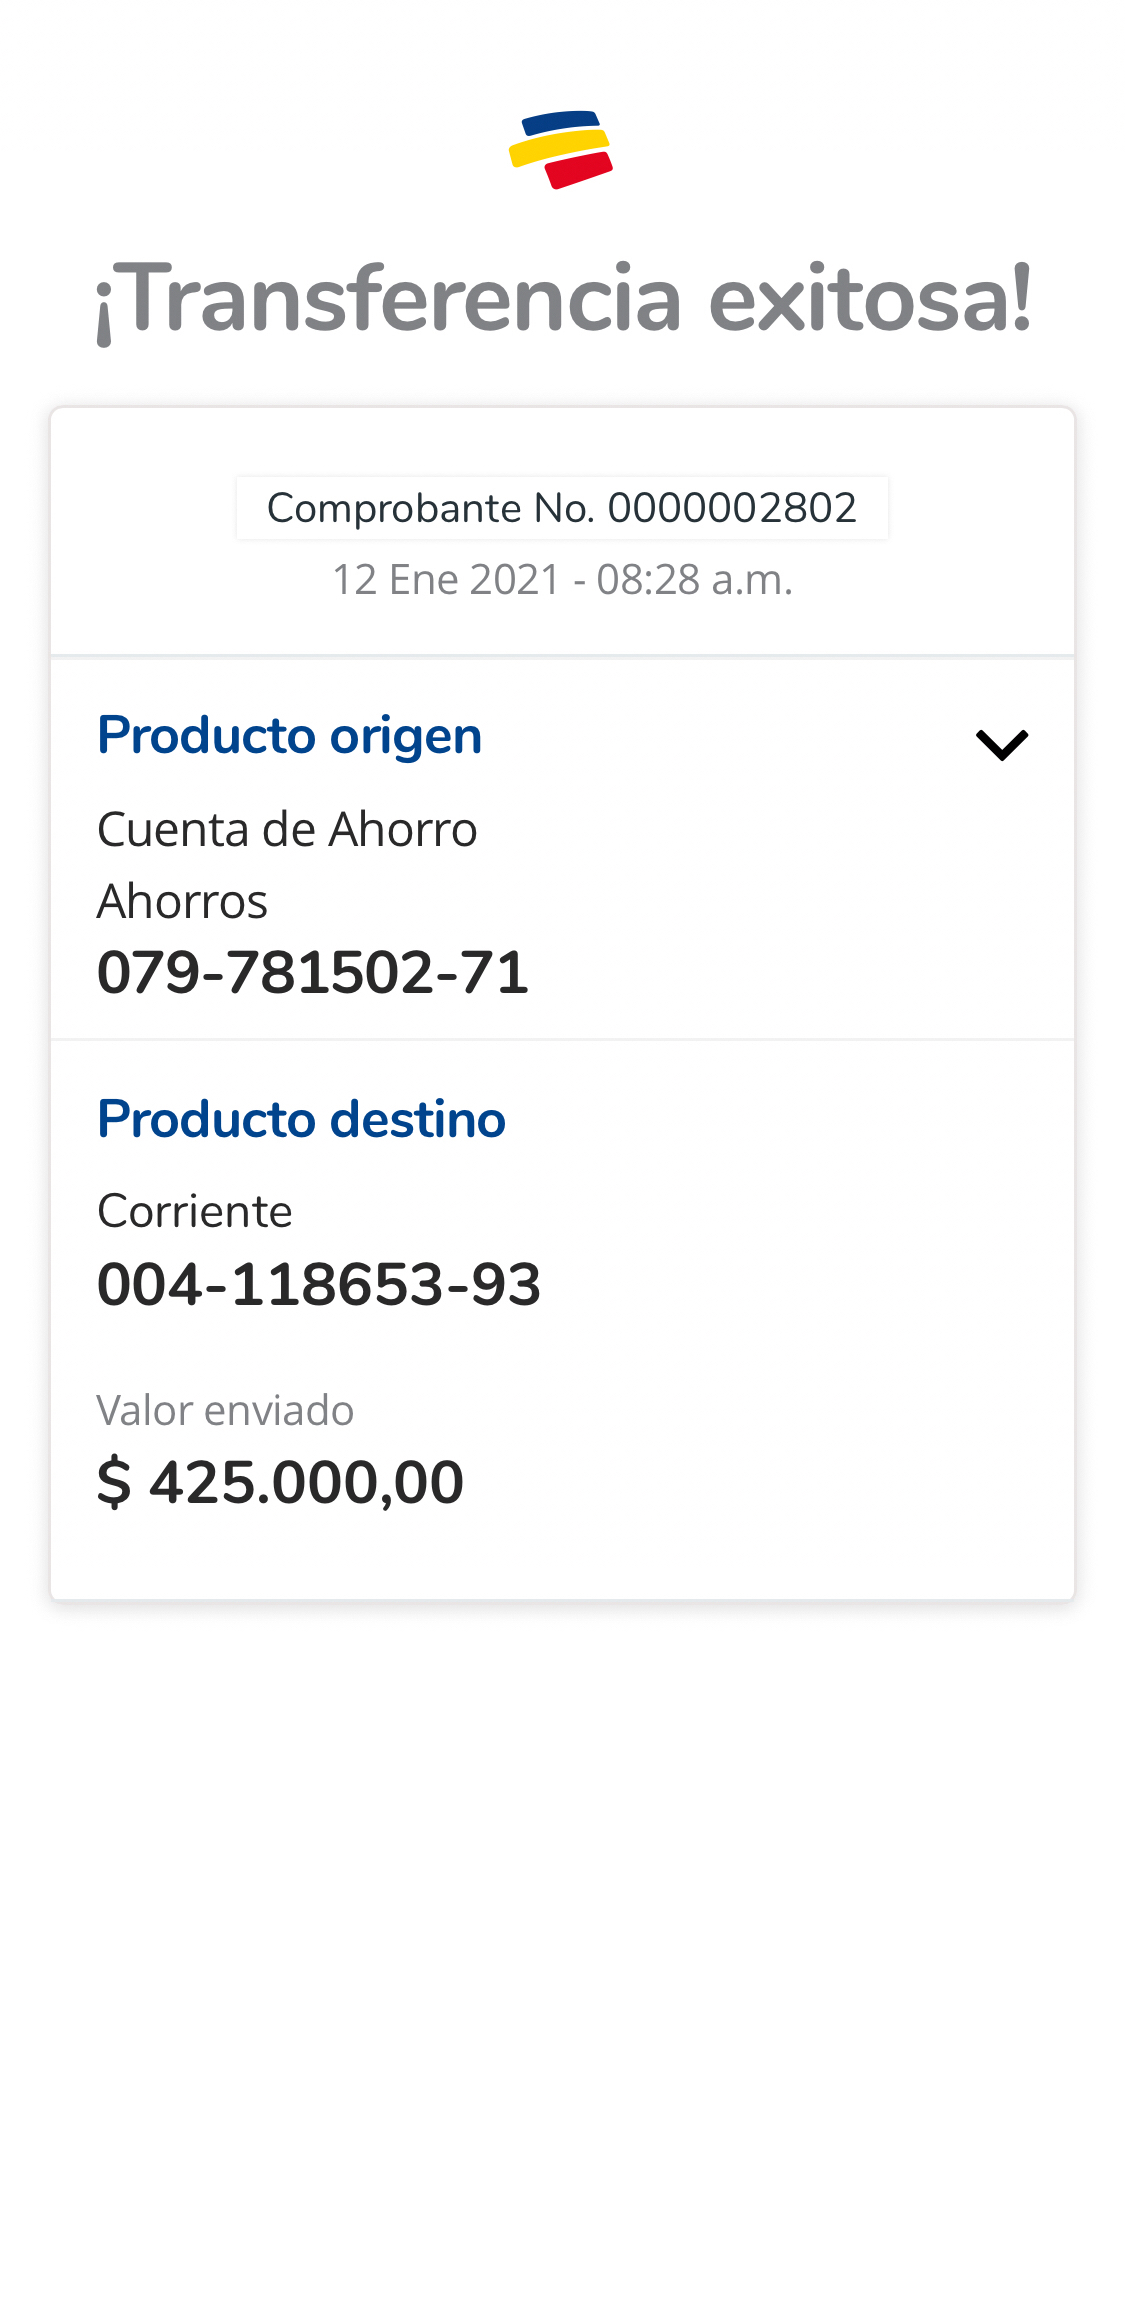 ¡Transferencia exitosa!
Comprobante No. 0000002802
12 Ene 2021 - 08:28 a.m.
Producto origen
Cuenta de Ahorro
Ahorros
079-781502-71
Producto destino
Corriente
004-118653-93
Valor enviado
$ 425.000,00